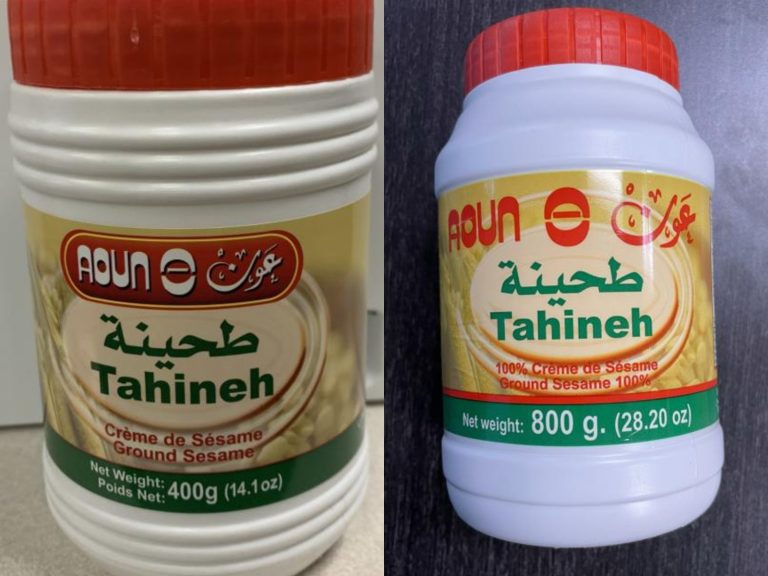 AOUN عون
طحينة
Tahineh
Crème de Sésame
Ground Sesame
Net Weight:
Poids Net: 400g (14.1oz)
AOUN عون
طحينة
Tahineh
100% Crème de Sésame
Ground Sesame 100%
Net weight: 800 g. (28.20 oz)